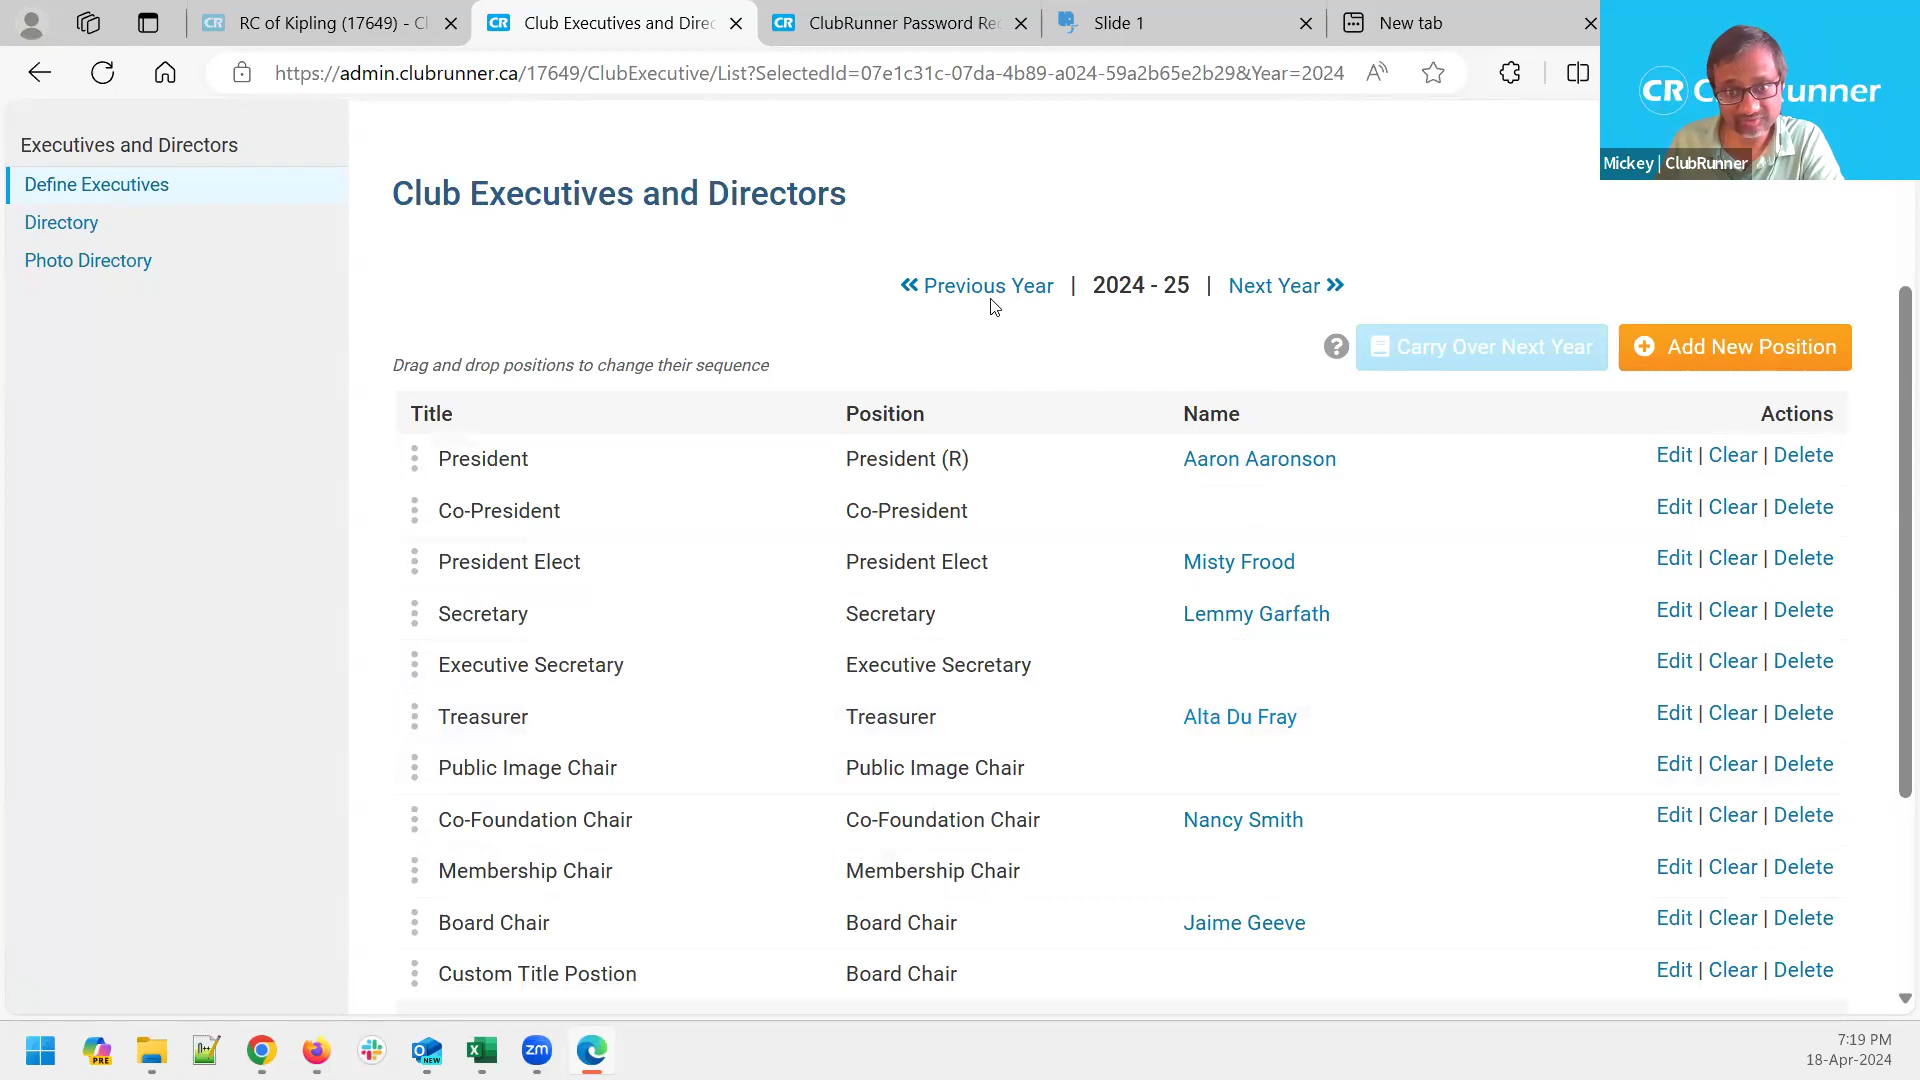 RC of Kipling (17649) - Cl
Club Executives and Direc
ClubRunner Password Re
Slide 1
New tab
https://admin.clubrunner.ca/17649/ClubExecutive/List?SelectedId=07e1c31c-07da-4b89-a024-59a2b65e2b29&Year=2024
Mickey | ClubRunner
Executives and Directors
Define Executives
Directory
Photo Directory
Club Executives and Directors
Previous Year | 2024 - 25 | Next Year
Carry Over Next Year
Add New Position
Drag and drop positions to change their sequence
Title Position Name Actions
President President (R) Aaron Aaronson Edit | Clear | Delete
Co-President Co-President Edit | Clear | Delete
President Elect President Elect Misty Frood Edit | Clear | Delete
Secretary Secretary Lemmy Garfath Edit | Clear | Delete
Executive Secretary Executive Secretary Edit | Clear | Delete
Treasurer Treasurer Alta Du Fray Edit | Clear | Delete
Public Image Chair Public Image Chair Edit | Clear | Delete
Co-Foundation Chair Co-Foundation Chair Nancy Smith Edit | Clear | Delete
Membership Chair Membership Chair Edit | Clear | Delete
Board Chair Board Chair Jaime Geeve Edit | Clear | Delete
Custom Title Postion Board Chair Edit | Clear | Delete
7:19 PM
18-Apr-2024